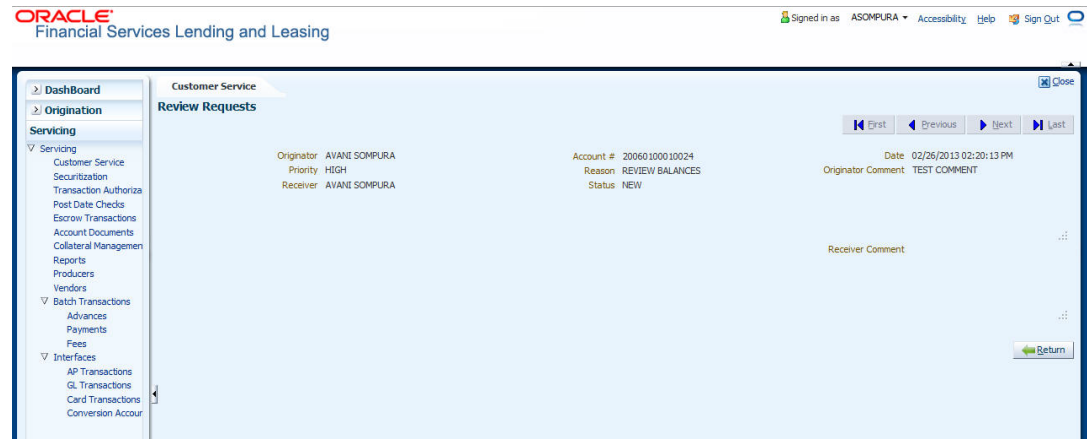 ORACLE
Financial Services Lending and Leasing
Signed in as ASOMPURA Accessibility Help Sign Out
Close
DashBoard
Origination
Servicing
Servicing
Customer Service
Securitization
Transaction Authoriza
Post Date Checks
Escrow Transactions
Account Documents
Collateral Managemen
Reports
Producers
Vendors
Batch Transactions
Advances
Payments
Fees
Interfaces
AP Transactions
GL Transactions
Card Transactions
Conversion Accour
Customer Service
Review Requests
First Previous Next Last
Originator AVANI SOMPURA
Priority HIGH
Receiver AVANI SOMPURA
Account # 20060100010024
Reason REVIEW BALANCES
Status NEW
Date 02/26/2013 02:20:13 PM
Originator Comment TEST COMMENT
Receiver Comment
Return